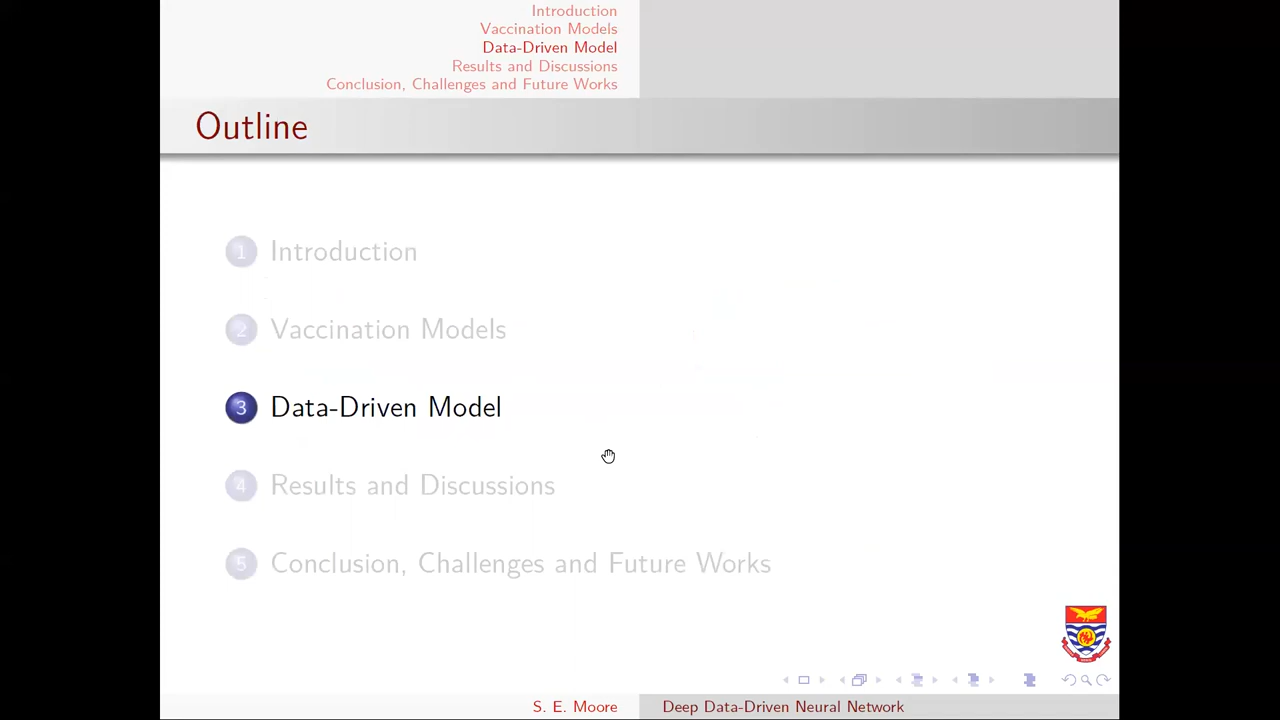 Introduction
Vaccination Models
Data-Driven Model
Results and Discussions
Conclusion, Challenges and Future Works
Outline
1 Introduction
2 Vaccination Models
3 Data-Driven Model
4 Results and Discussions
5 Conclusion, Challenges and Future Works
S. E. Moore
Deep Data-Driven Neural Network